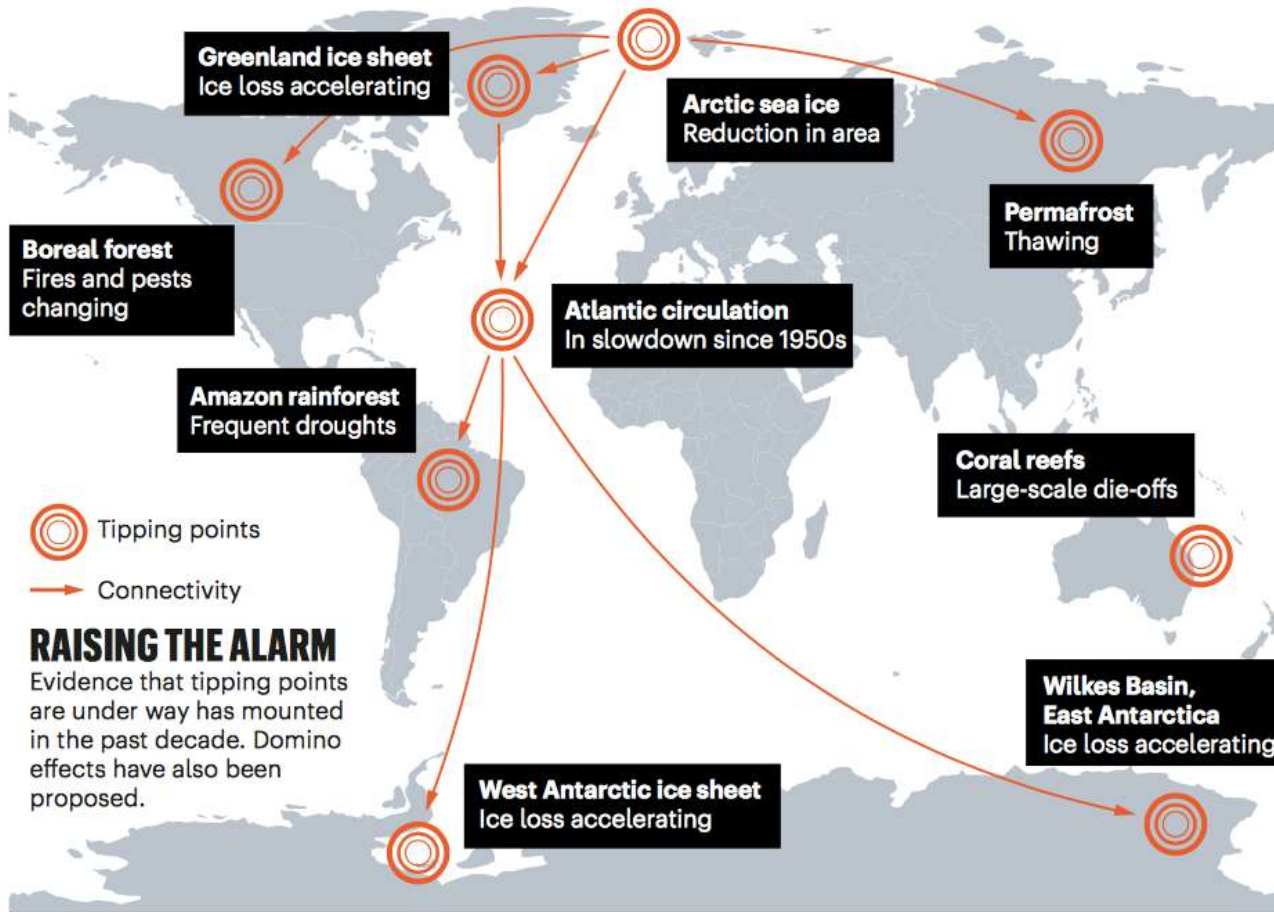 Greenland ice sheet
Ice loss accelerating
Arctic sea ice
Reduction in area
Permafrost
Thawing
Boreal forest
Fires and pests
changing
Atlantic circulation
In slowdown since 1950s
Amazon rainforest
Frequent droughts
Coral reefs
Large-scale die-offs
Tipping points
Connectivity
RAISING THE ALARM
Evidence that tipping points
are under way has mounted
in the past decade. Domino
effects have also been
proposed.
Wilkes Basin,
East Antarctica
Ice loss accelerating
West Antarctic ice sheet
Ice loss accelerating